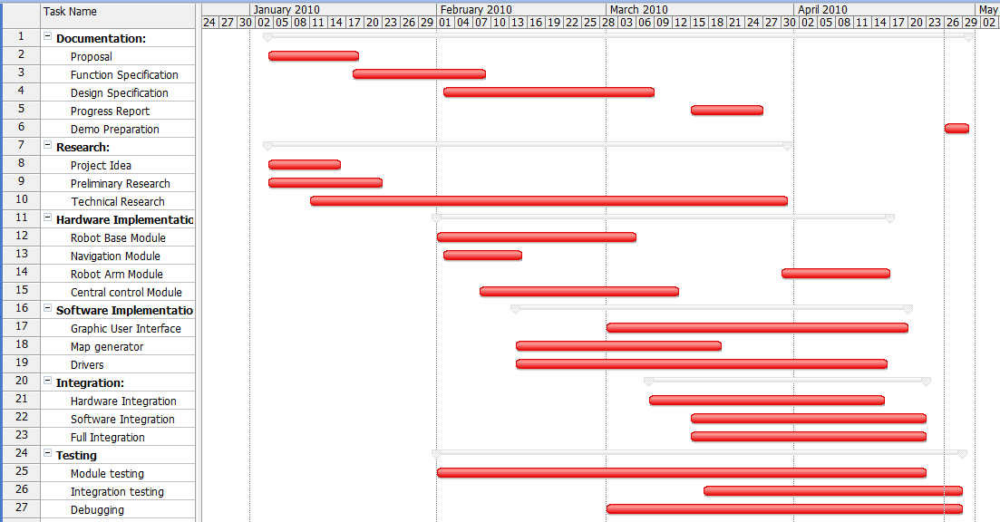 Task Name
January 2010 February 2010 March 2010 April 2010 May
24 27 30 02 05 08 11 14 17 20 23 26 29 01 04 07 10 13 16 19 22 25 28 03 06 09 12 15 18 21 24 27 30 02 05 08 11 14 17 20 23 26 29 02
1 Documentation:
2 Proposal
3 Function Specification
4 Design Specification
5 Progress Report
6 Demo Preparation
7 Research:
8 Project Idea
9 Preliminary Research
10 Technical Research
11 Hardware Implementatio
12 Robot Base Module
13 Navigation Module
14 Robot Arm Module
15 Central control Module
16 Software Implementatio
17 Graphic User Interface
18 Map generator
19 Drivers
20 Integration:
21 Hardware Integration
22 Software Integration
23 Full Integration
24 Testing
25 Module testing
26 Integration testing
27 Debugging